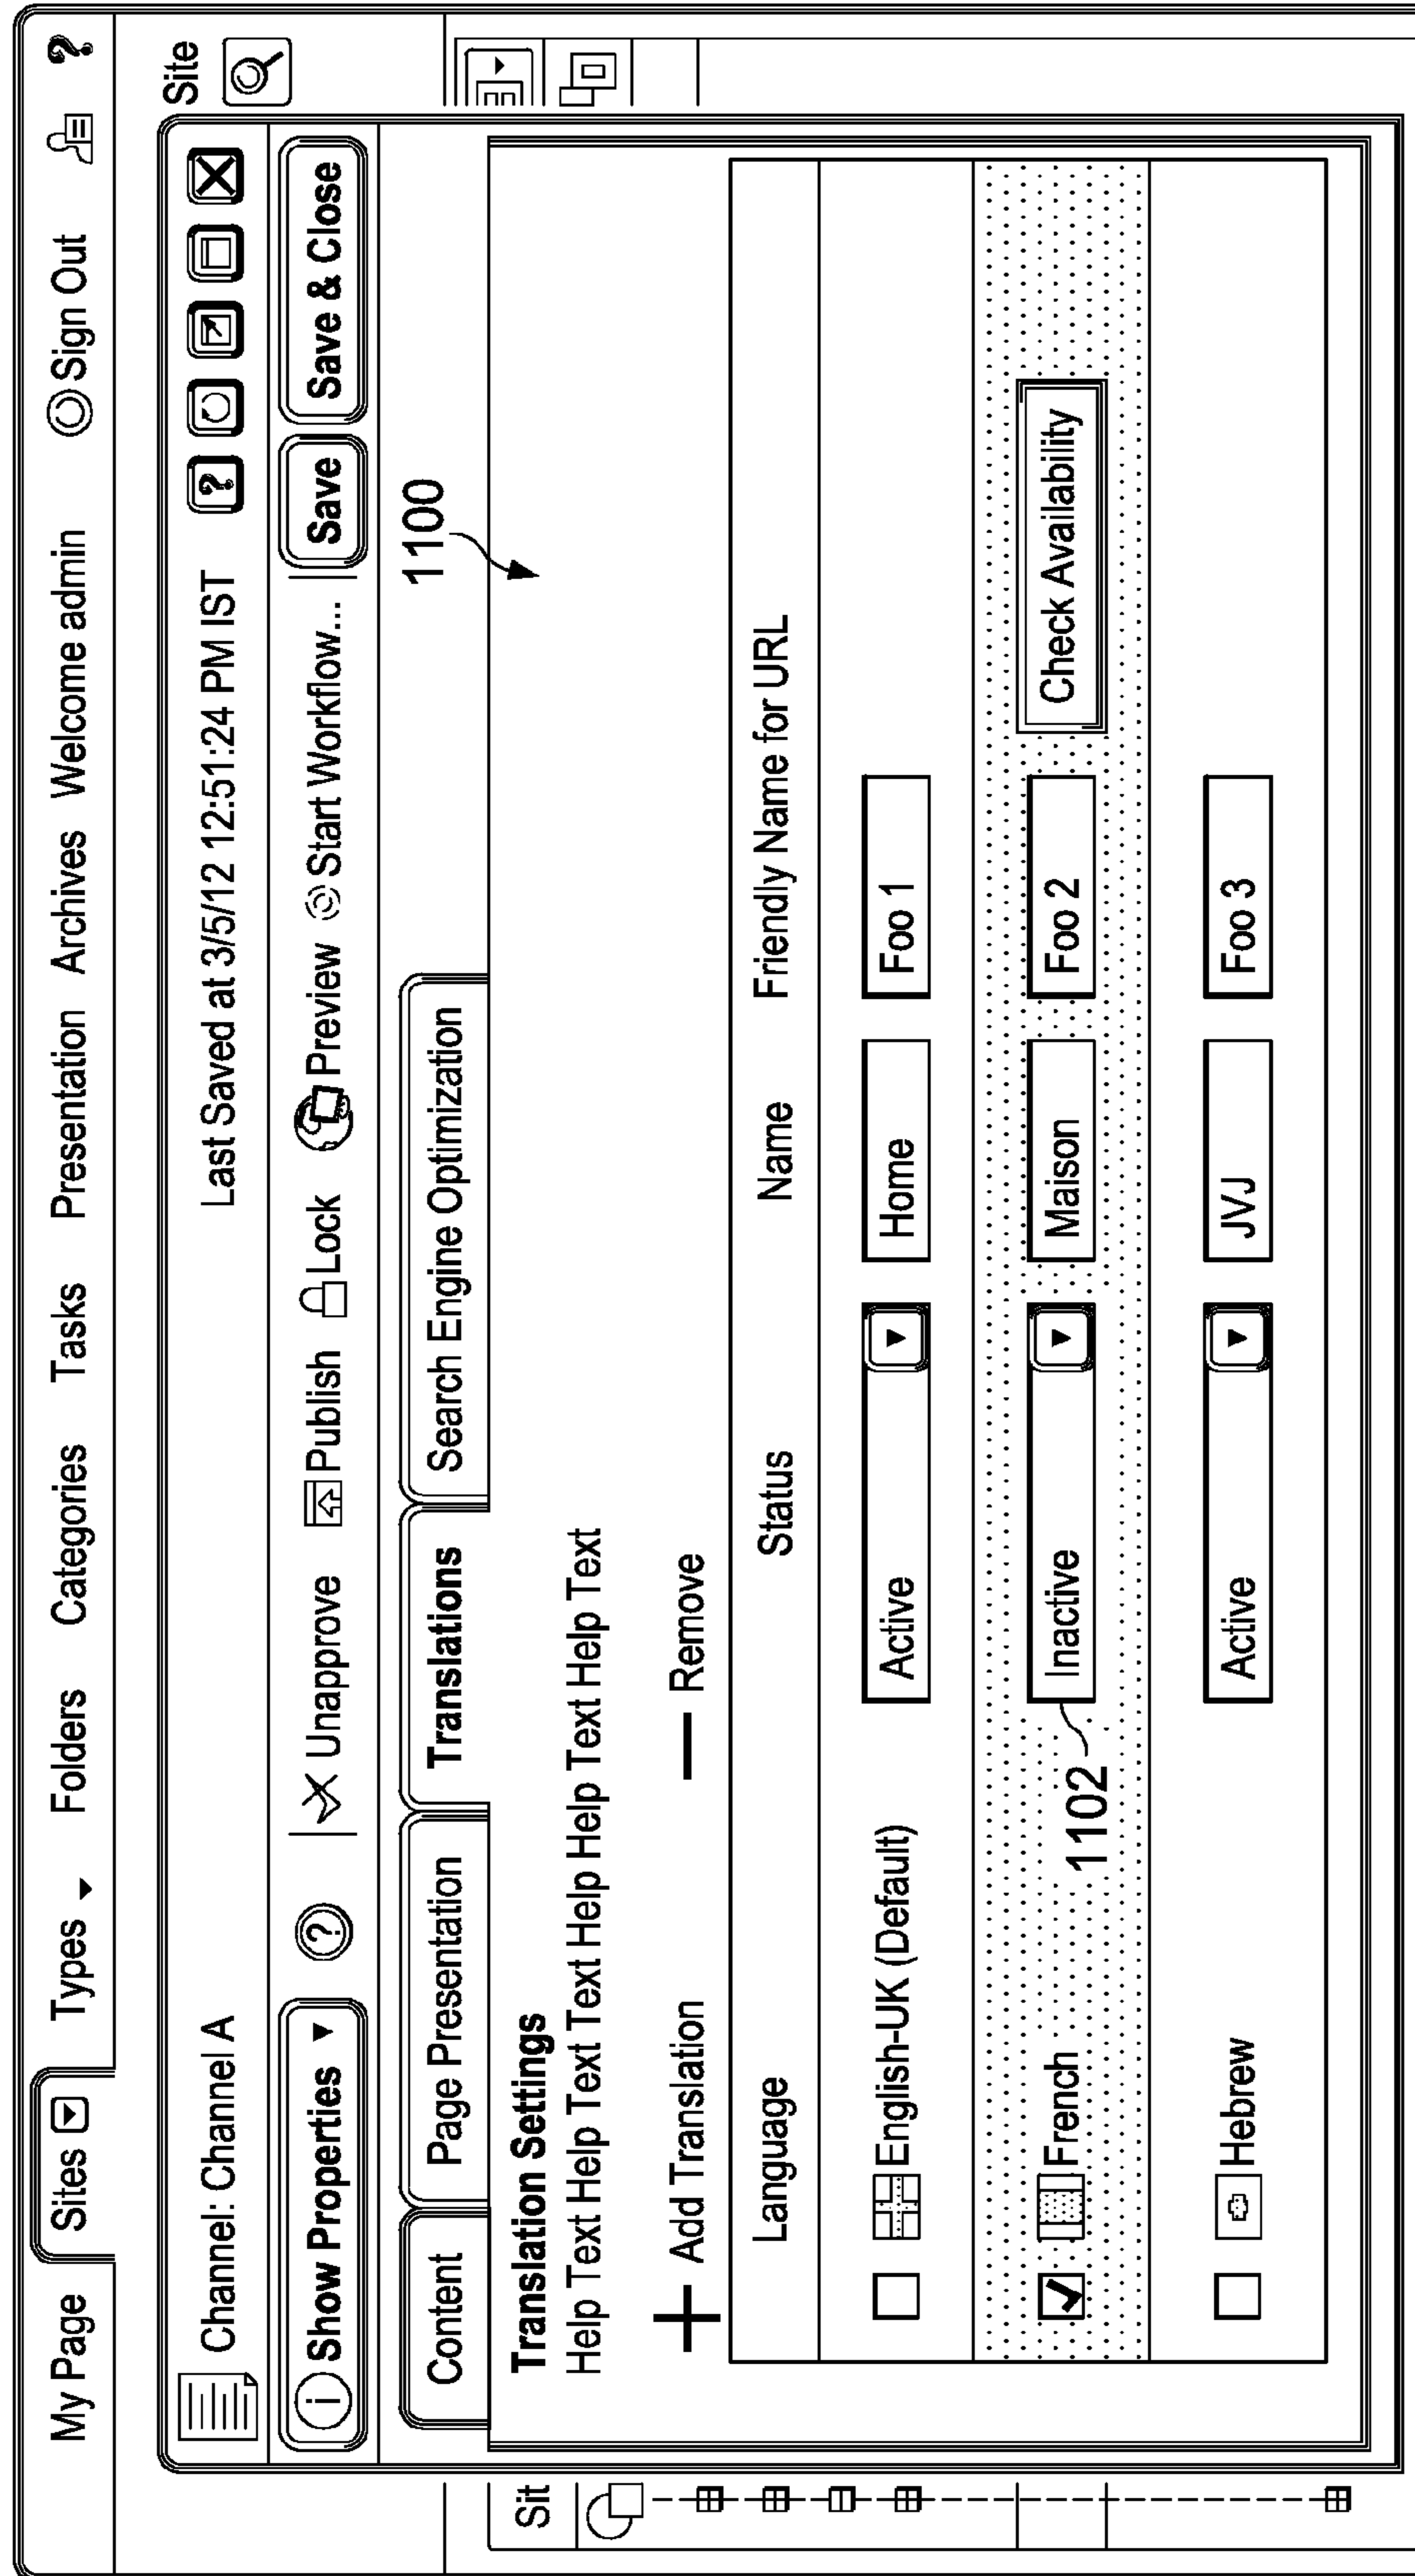 My Page Sites Types Folders Categories Tasks Presentation Archives Welcome admin Sign Out ?
Site
Channel: Channel A Last Saved at 3/5/12 12:51:24 PM IST ?
i Show Properties ? Unapprove Publish Lock Preview Start Workflow... Save Save & Close
Content Page Presentation Translations Search Engine Optimization
1100
Sit
Translation Settings
Help Text Help Text Text Help Help Text Help Text Help Text
Add Translation Remove
Language Status Name Friendly Name for URL
English-UK (Default) Active Home Foo 1
French 1102 Inactive Maison Foo 2 Check Availability
Hebrew Active JVJ Foo 3